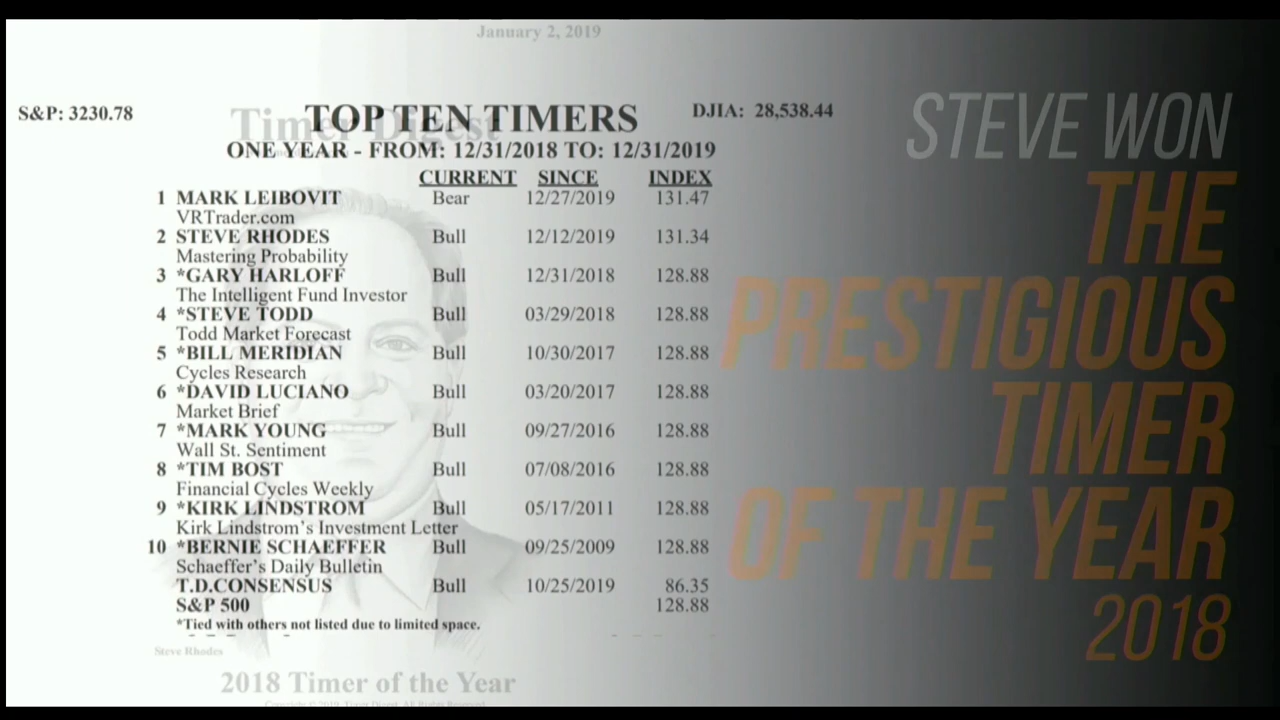 January 2, 2019
S&P: 3230.78
Timer Digest
TOP TEN TIMERS
DJIA: 28,538.44
ONE YEAR - FROM: 12/31/2018 TO: 12/31/2019
CURRENT SINCE INDEX
1 MARK LEIBOVIT Bear 12/27/2019 131.47
VRTrader.com
2 STEVE RHODES Bull 12/12/2019 131.34
Mastering Probability
3 *GARY HARLOFF Bull 12/31/2018 128.88
The Intelligent Fund Investor
4 *STEVE TODD Bull 03/29/2018 128.88
Todd Market Forecast
5 *BILL MERIDIAN Bull 10/30/2017 128.88
Cycles Research
6 *DAVID LUCIANO Bull 03/20/2017 128.88
Market Brief
7 *MARK YOUNG Bull 09/27/2016 128.88
Wall St. Sentiment
8 *TIM BOST Bull 07/08/2016 128.88
Financial Cycles Weekly
9 *KIRK LINDSTROM Bull 05/17/2011 128.88
Kirk Lindstrom's Investment Letter
10 *BERNIE SCHAEFFER Bull 09/25/2009 128.88
Schaeffer's Daily Bulletin
T.D.CONSENSUS Bull 10/25/2019 86.35
S&P 500 128.88
*Tied with others not listed due to limited space.
Steve Rhodes
2018 Timer of the Year
STEVE WON
THE
PRESTIGIOUS
TIMER
OF THE YEAR
2018